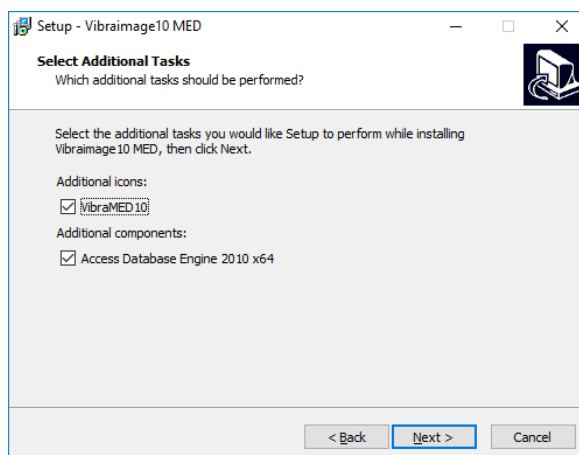 Setup - Vibraimage10 MED
Select Additional Tasks
Which additional tasks should be performed?
Select the additional tasks you would like Setup to perform while installing
Vibraimage10 MED, then click Next.
Additional icons:
VibraMED10
Additional components:
Access Database Engine 2010 x64
< Back
Next >
Cancel